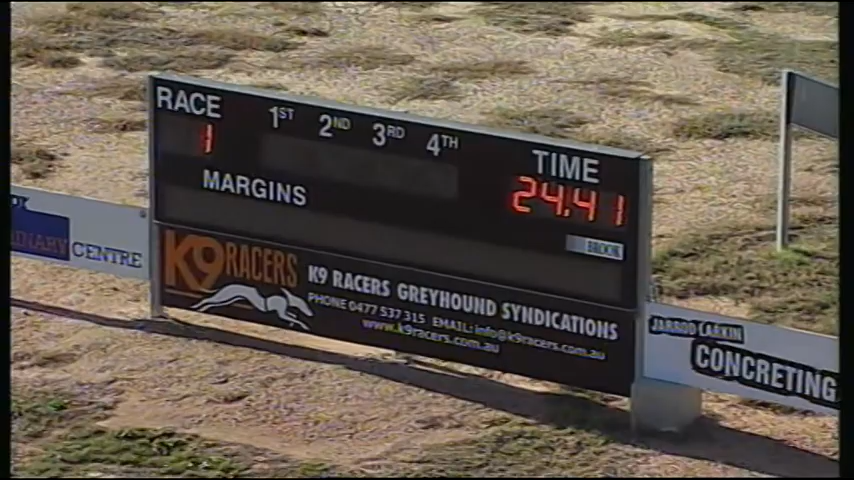 RACE 1ST 2ND 3RD 4TH TIME
1 24.41
MARGINS
BROOK
CENTRE
K9 RACERS
K9 RACERS GREYHOUND SYNDICATIONS
PHONE 0477 537 315 EMAIL: info@k9racers.com.au
www.k9racers.com.au
JARROD LARKIN
CONCRETING